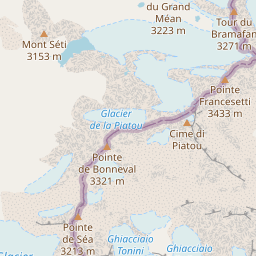 du Grand
Méan
3223 m
Tour du
Bramafan
3271 m
Mont Séti
3153 m
Pointe
Francesetti
3433 m
Glacier
de la Piatou
Cime di
Piatou
Pointe
de Bonneval
3321 m
Pointe
de Séa
3213 m
Glacier
Ghiacciaio
Tonini
Ghiacciaio